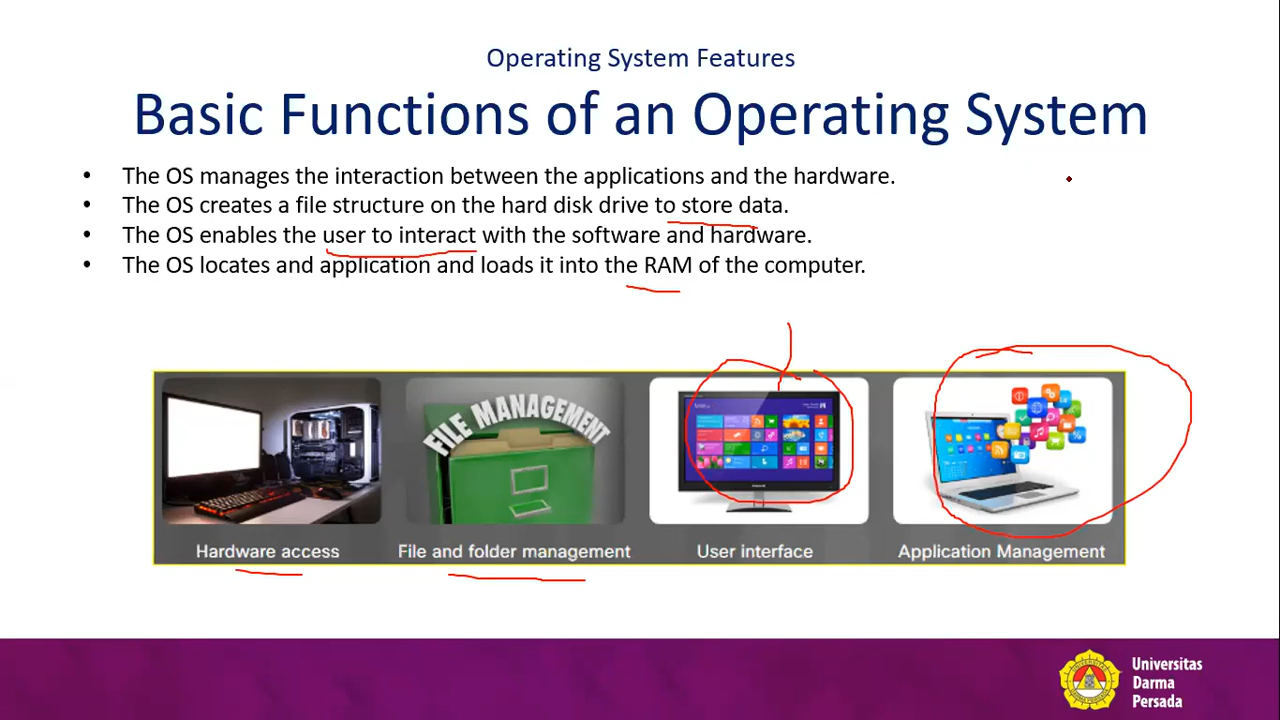 Operating System Features
Basic Functions of an Operating System
• The OS manages the interaction between the applications and the hardware.
• The OS creates a file structure on the hard disk drive to store data.
• The OS enables the user to interact with the software and hardware.
• The OS locates and application and loads it into the RAM of the computer.
FILE MANAGEMENT
Hardware access
File and folder management
User interface
Application Management
Universitas
Darma
Persada